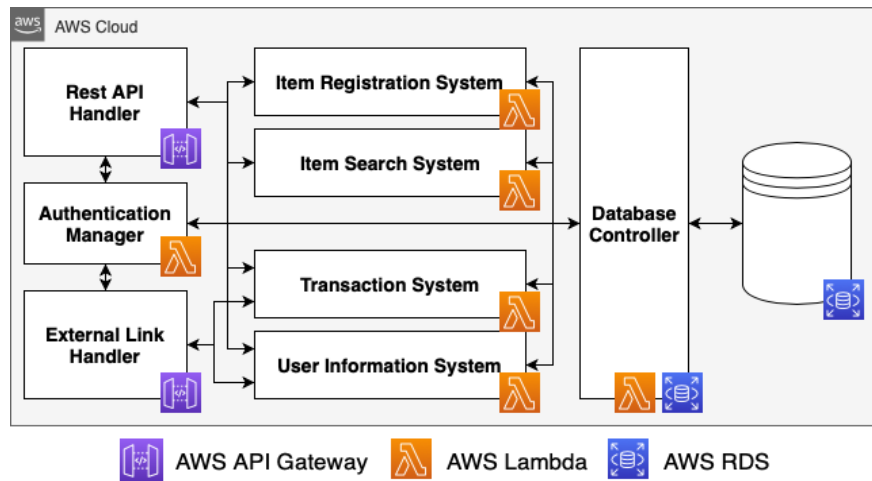 aws
AWS Cloud
Rest API
Handler
Authentication
Manager
External Link
Handler
Item Registration System
Item Search System
Transaction System
User Information System
Database
Controller
AWS API Gateway
AWS Lambda
AWS RDS